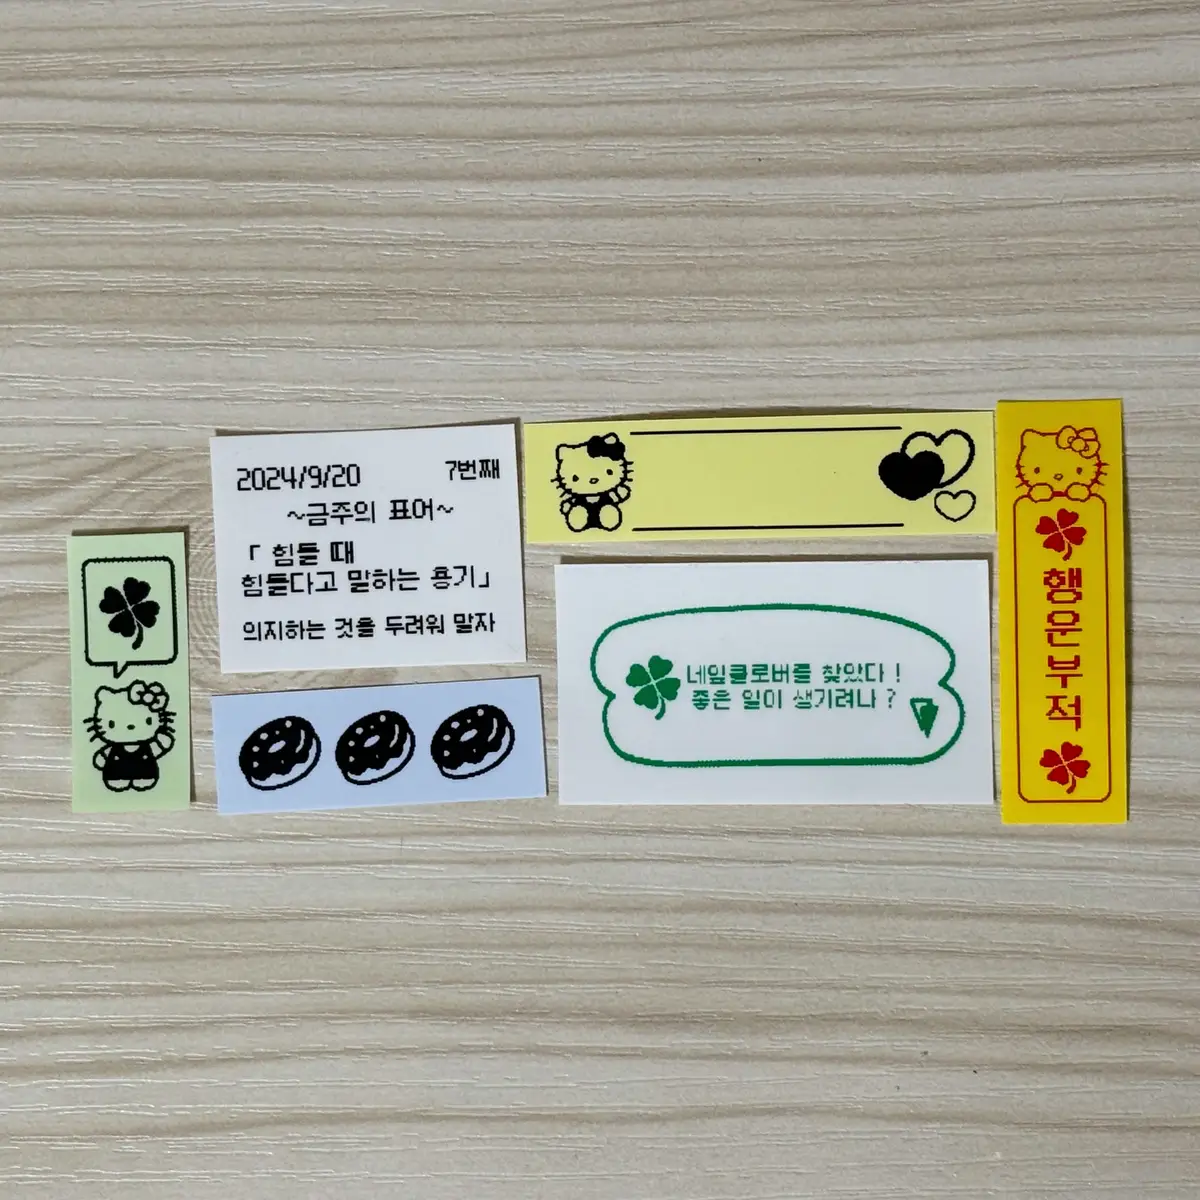 2024/9/20 7번째
~금주의 표어~
「 힘들 때
힘들다고 말하는 용기」
의지하는 것을 두려워 말자
네잎클로버를 찾았다 !
좋은 일이 생기려나 ?
행운부적